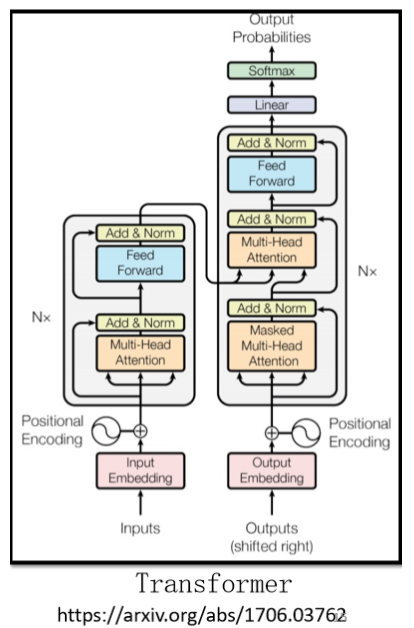 Output
Probabilities
Softmax
Linear
Add & Norm
Feed
Forward
Add & Norm
Multi-Head
Attention
Add & Norm
Masked
Multi-Head
Attention
Nx
Add & Norm
Feed
Forward
Add & Norm
Multi-Head
Attention
Nx
Positional
Encoding
Positional
Encoding
Input
Embedding
Output
Embedding
Inputs
Outputs
(shifted right)
Transformer
https://arxiv.org/abs/1706.03762